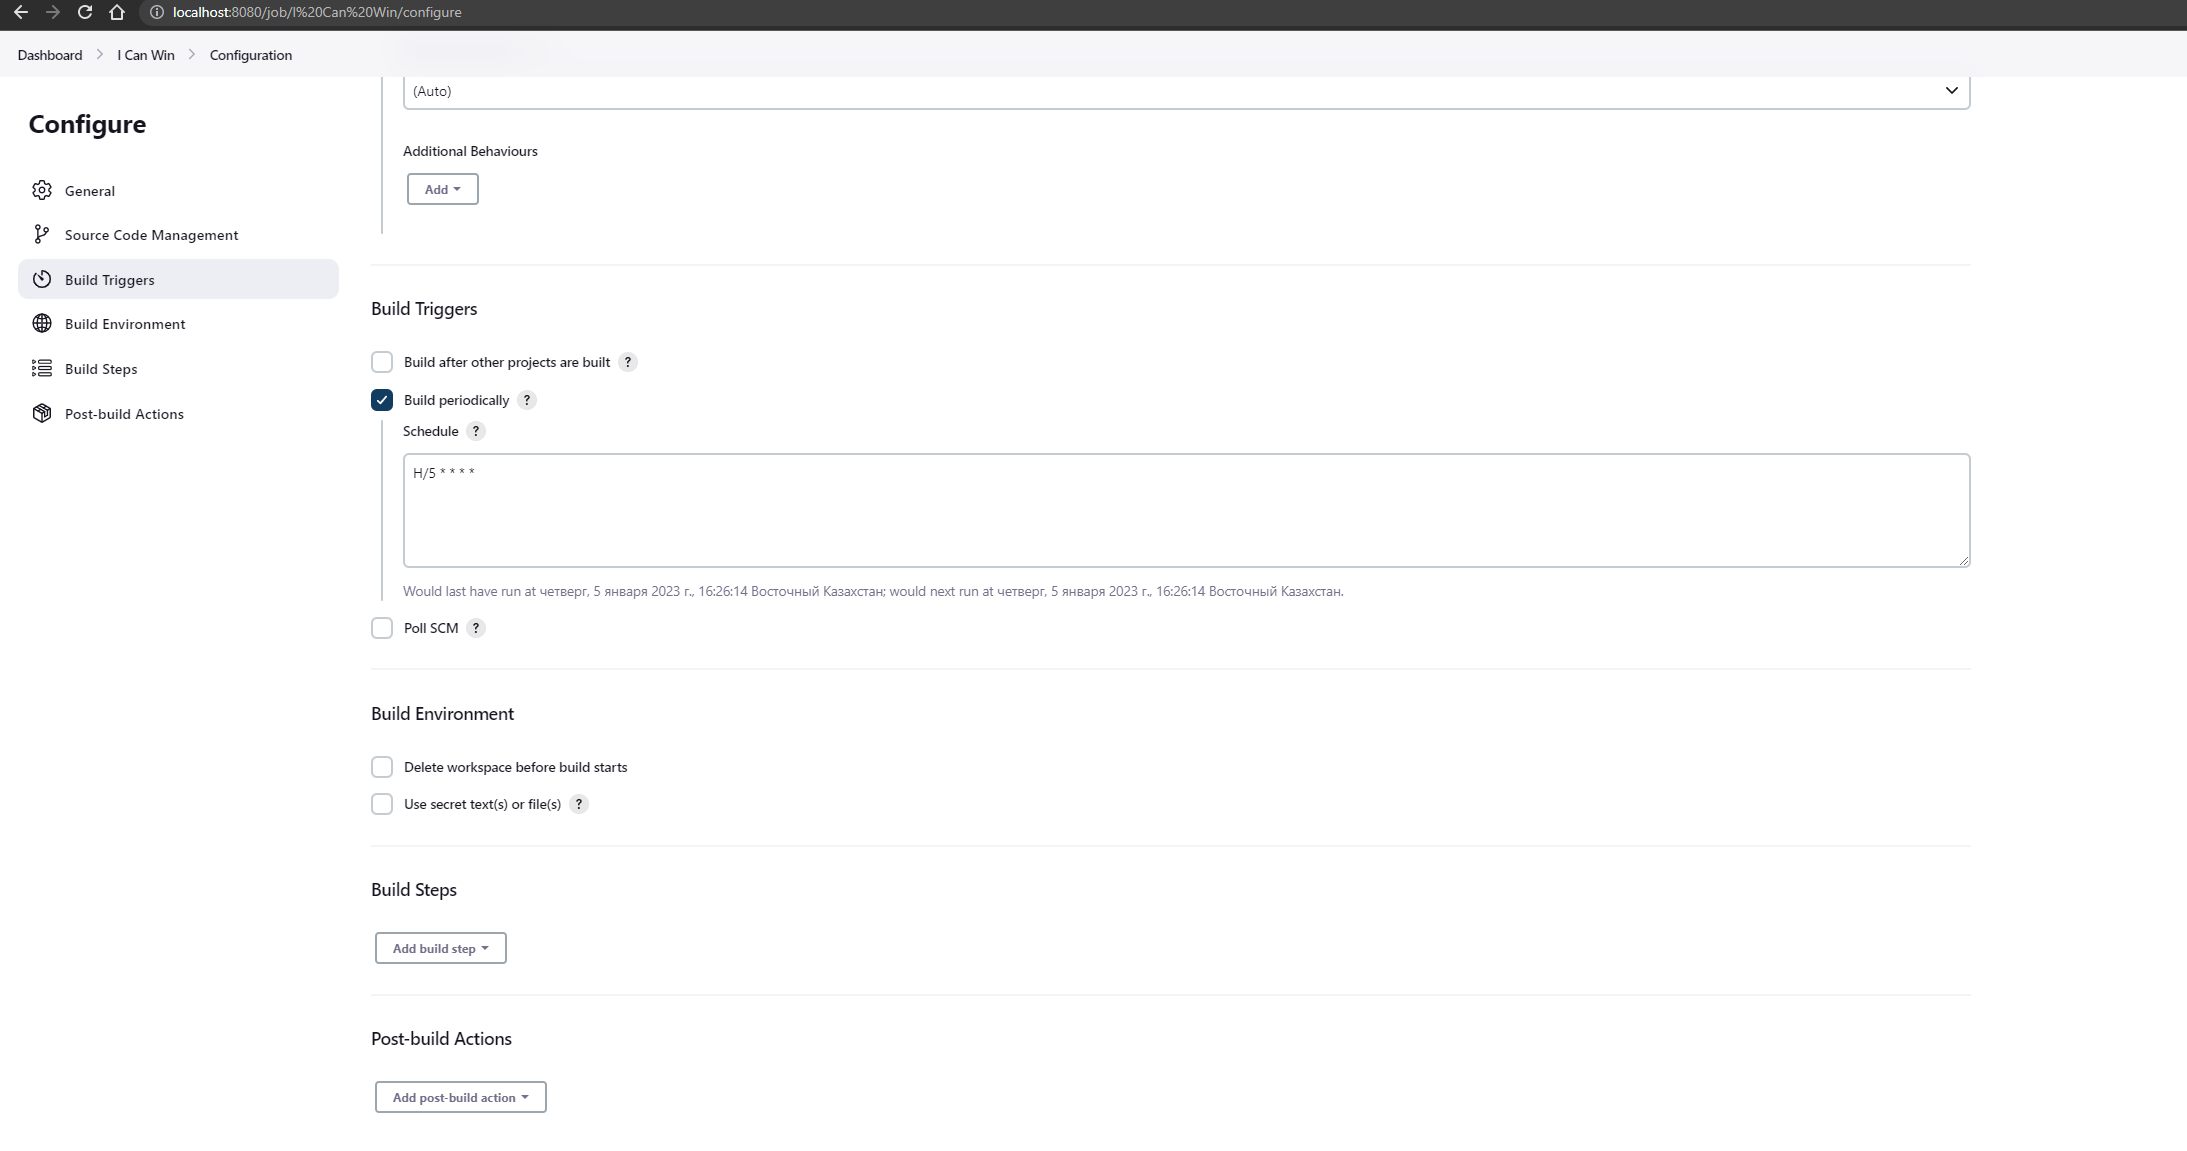 localhost:8080/job/I%20Can%20Win/configure
Dashboard
I Can Win
Configuration
Configure
General
Source Code Management
Build Triggers
Build Environment
Build Steps
Post-build Actions
(Auto)
Additional Behaviours
Add
Build Triggers
Build after other projects are built ?
Build periodically ?
Schedule ?
H/5 * * * *
Would last have run at четверг, 5 января 2023 г., 16:26:14 Восточный Казахстан; would next run at четверг, 5 января 2023 г., 16:26:14 Восточный Казахстан.
Poll SCM ?
Build Environment
Delete workspace before build starts
Use secret text(s) or file(s) ?
Build Steps
Add build step
Post-build Actions
Add post-build action